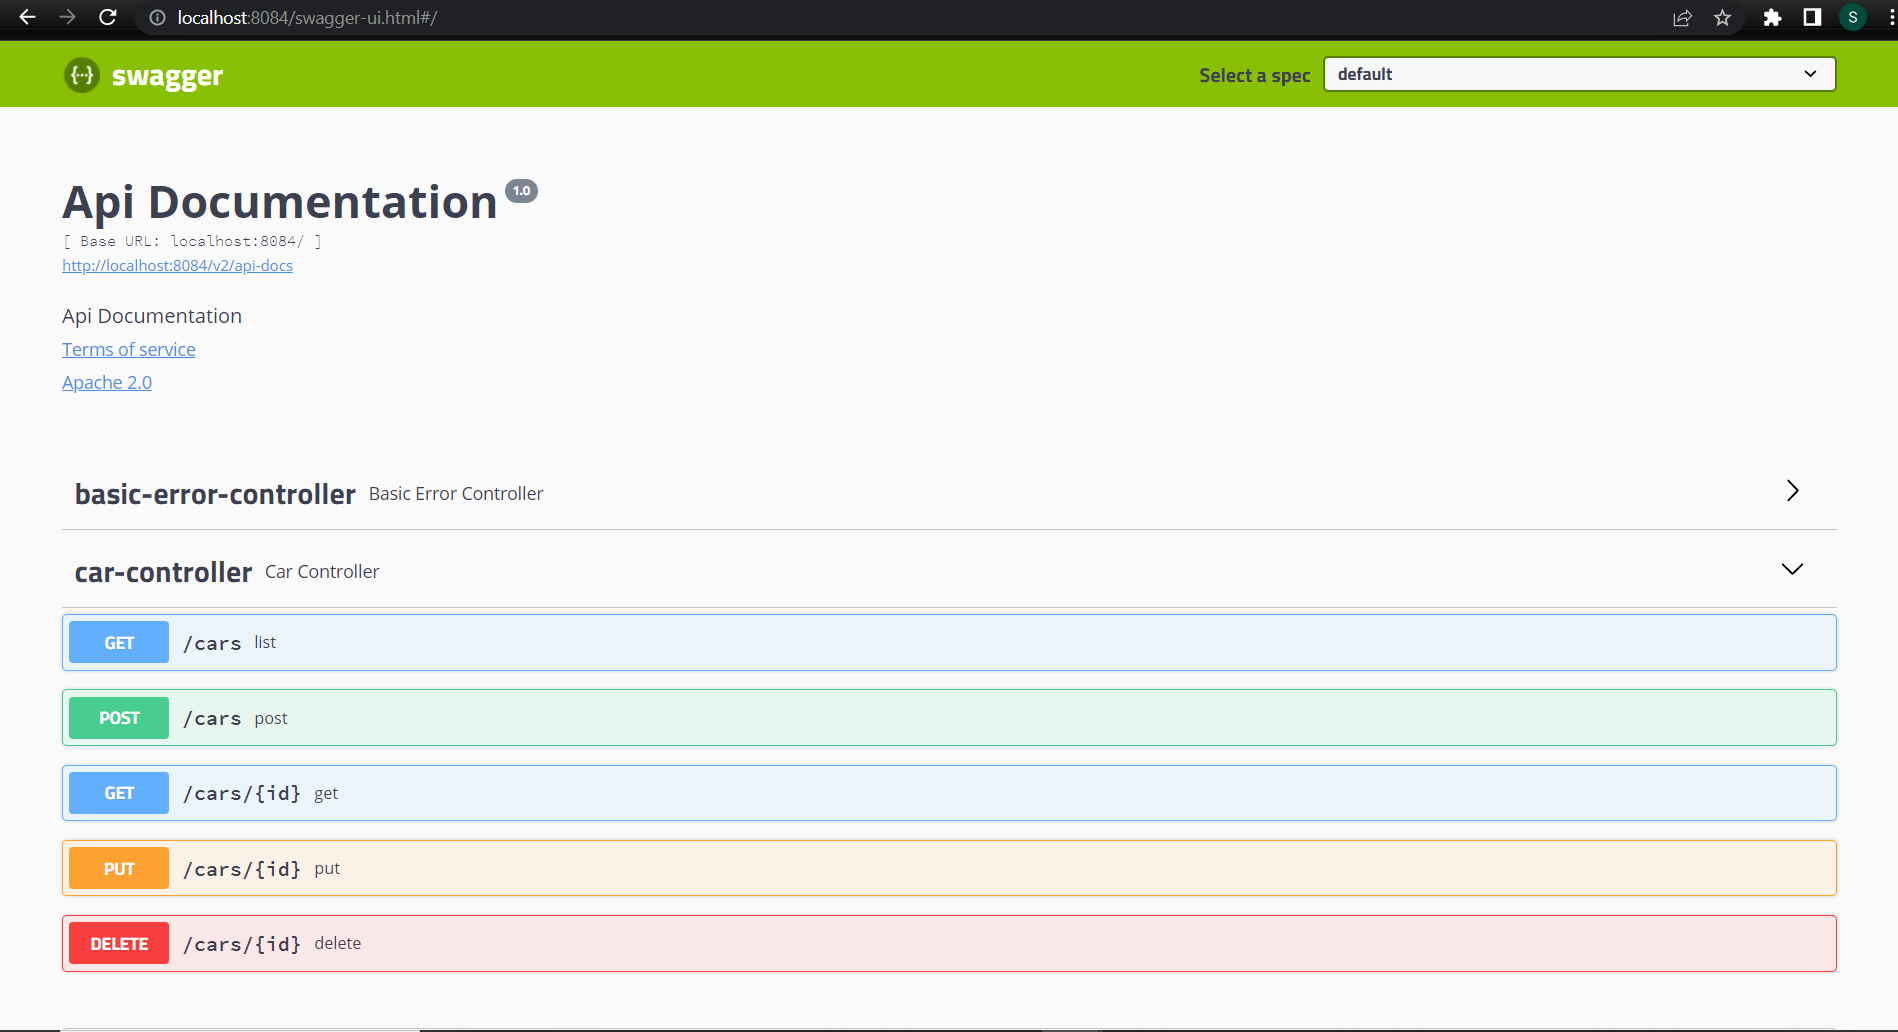 localhost:8084/swagger-ui.html#/
S
{···} swagger
Select a spec
default
Api Documentation 1.0
[ Base URL: localhost:8084/ ]
http://localhost:8084/v2/api-docs
Api Documentation
Terms of service
Apache 2.0
basic-error-controller Basic Error Controller
car-controller Car Controller
GET /cars list
POST /cars post
GET /cars/{id} get
PUT /cars/{id} put
DELETE /cars/{id} delete